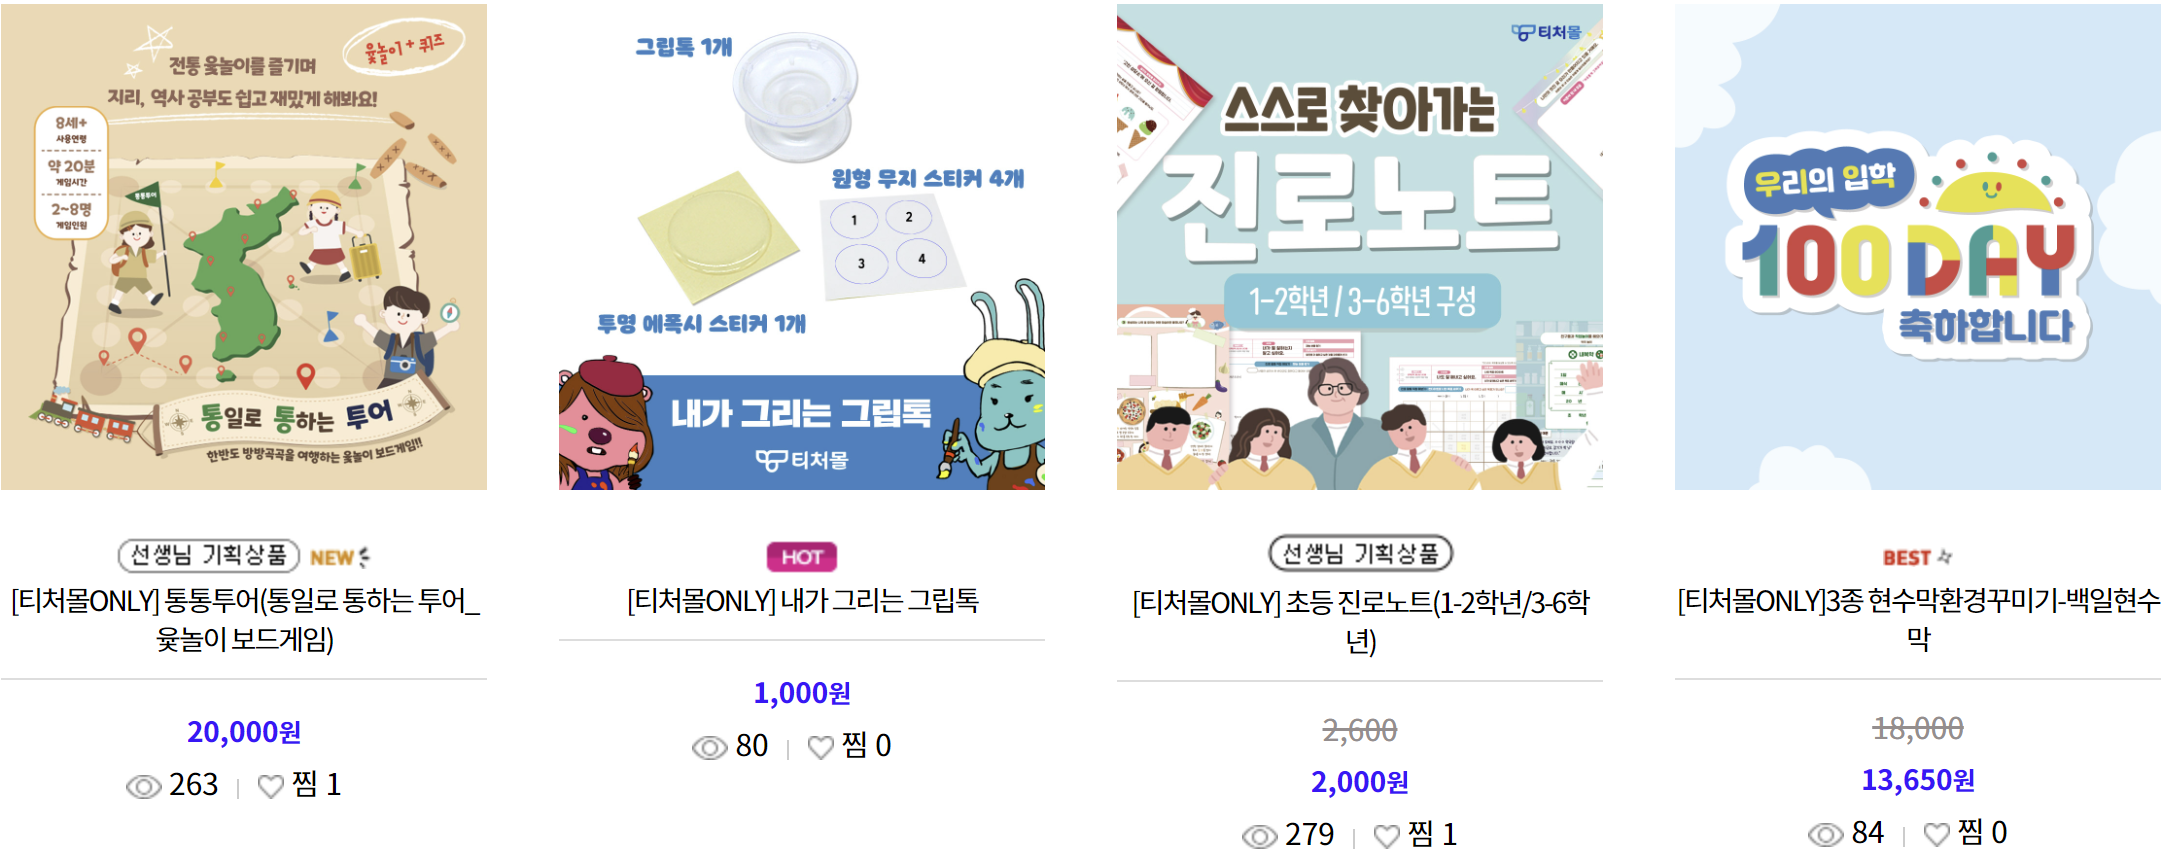 윷놀이+퀴즈
전통 윷놀이를 즐기며
지리, 역사 공부도 쉽고 재밌게 해봐요!
8세+
사용연령
약 20분
게임시간
2~8명
게임인원
통통투어
통일로 통하는 투어
한반도 방방곡곡을 여행하는 윷놀이 보드게임!!
선생님 기획상품 NEW
[티처몰ONLY] 통통투어(통일로 통하는 투어_
윷놀이 보드게임)
20,000원
263 찜 1
그립톡 1개
원형 무지 스티커 4개
1 2
3 4
투명 에폭시 스티커 1개
내가 그리는 그립톡
티처몰
HOT
[티처몰ONLY] 내가 그리는 그립톡
1,000원
80 찜 0
티처몰
스스로 찾아가는
진로노트
1-2학년 / 3-6학년 구성
선생님 기획상품
[티처몰ONLY] 초등 진로노트(1-2학년/3-6학
년)
2,600
2,000원
279 찜 1
우리의 입학
100 DAY
축하합니다
BEST
[티처몰ONLY]3종 현수막환경꾸미기-백일현수
막
18,000
13,650원
84 찜 0